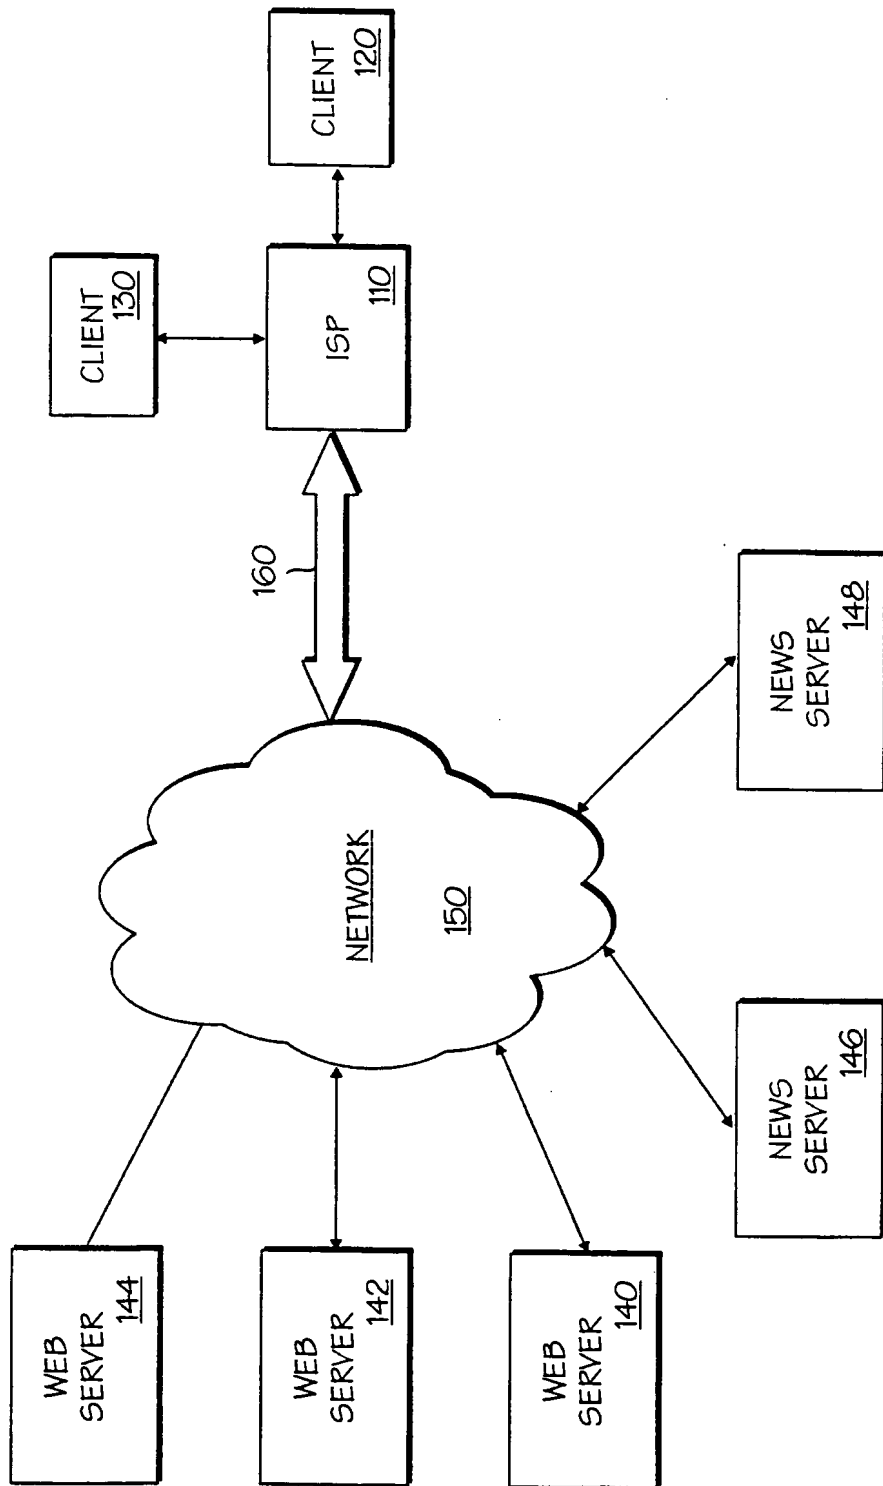 WEB
SERVER
144
CLIENT
130
160
WEB
SERVER
142
NETWORK
150
ISP
110
CLIENT
120
WEB
SERVER
140
NEWS
SERVER
146
NEWS
SERVER
148